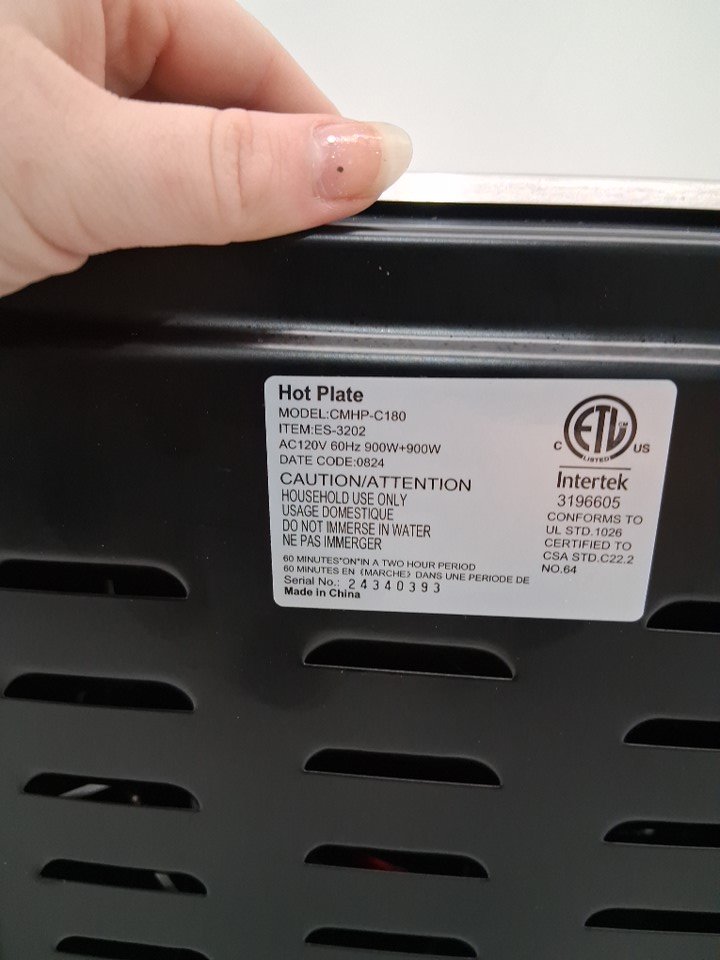 Hot Plate
MODEL:CMHP-C180
ITEM:ES-3202
AC120V 60Hz 900W+900W
DATE CODE:0824
CAUTION/ATTENTION
HOUSEHOLD USE ONLY
USAGE DOMESTIQUE
DO NOT IMMERSE IN WATER
NE PAS IMMERGER
60 MINUTES"ON"IN A TWO HOUR PERIOD
60 MINUTES EN (MARCHE) DANS UNE PERIODE DE
Serial No.: 24340393
Made in China
ETL CM
C US
LISTED
Intertek
3196605
CONFORMS TO
UL STD.1026
CERTIFIED TO
CSA STD.C22.2
NO.64